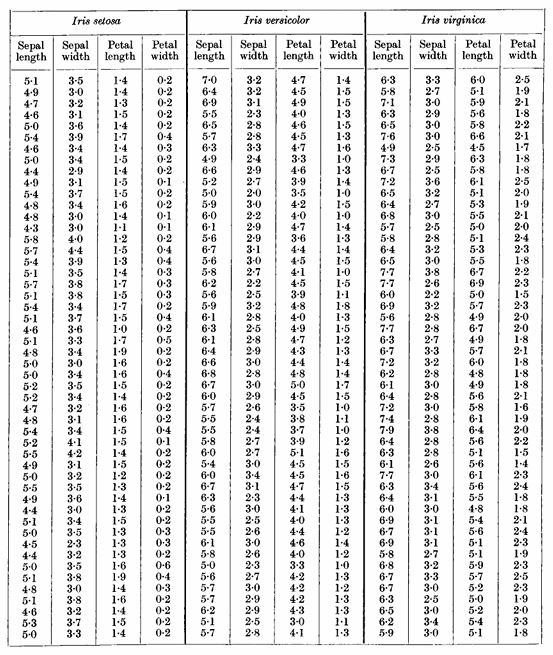 Iris setosa Iris versicolor Iris virginica
Sepal length Sepal width Petal length Petal width Sepal length Sepal width Petal length Petal width Sepal length Sepal width Petal length Petal width
5·1 3·5 1·4 0·2 7·0 3·2 4·7 1·4 6·3 3·3 6·0 2·5
4·9 3·0 1·4 0·2 6·4 3·2 4·5 1·5 5·8 2·7 5·1 1·9
4·7 3·2 1·3 0·2 6·9 3·1 4·9 1·5 7·1 3·0 5·9 2·1
4·6 3·1 1·5 0·2 5·5 2·3 4·0 1·3 6·3 2·9 5·6 1·8
5·0 3·6 1·4 0·2 6·5 2·8 4·6 1·5 6·5 3·0 5·8 2·2
5·4 3·9 1·7 0·4 5·7 2·8 4·5 1·3 7·6 3·0 6·6 2·1
4·6 3·4 1·4 0·3 6·3 3·3 4·7 1·6 4·9 2·5 4·5 1·7
5·0 3·4 1·5 0·2 4·9 2·4 3·3 1·0 7·3 2·9 6·3 1·8
4·4 2·9 1·4 0·2 6·6 2·9 4·6 1·3 6·7 2·5 5·8 1·8
4·9 3·1 1·5 0·1 5·2 2·7 3·9 1·4 7·2 3·6 6·1 2·5
5·4 3·7 1·5 0·2 5·0 2·0 3·5 1·0 6·5 3·2 5·1 2·0
4·8 3·4 1·6 0·2 5·9 3·0 4·2 1·5 6·4 2·7 5·3 1·9
4·8 3·0 1·4 0·1 6·0 2·2 4·0 1·0 6·8 3·0 5·5 2·1
4·3 3·0 1·1 0·1 6·1 2·9 4·7 1·4 5·7 2·5 5·0 2·0
5·8 4·0 1·2 0·2 5·6 2·9 3·6 1·3 5·8 2·8 5·1 2·4
5·7 4·4 1·5 0·4 6·7 3·1 4·4 1·4 6·4 3·2 5·3 2·3
5·4 3·9 1·3 0·4 5·6 3·0 4·5 1·5 6·5 3·0 5·5 1·8
5·1 3·5 1·4 0·3 5·8 2·7 4·1 1·0 7·7 3·8 6·7 2·2
5·7 3·8 1·7 0·3 6·2 2·2 4·5 1·5 7·7 2·6 6·9 2·3
5·1 3·8 1·5 0·3 5·6 2·5 3·9 1·1 6·0 2·2 5·0 1·5
5·4 3·4 1·7 0·2 5·9 3·2 4·8 1·8 6·9 3·2 5·7 2·3
5·1 3·7 1·5 0·4 6·1 2·8 4·0 1·3 5·6 2·8 4·9 2·0
4·6 3·6 1·0 0·2 6·3 2·5 4·9 1·5 7·7 2·8 6·7 2·0
5·1 3·3 1·7 0·5 6·1 2·8 4·7 1·2 6·3 2·7 4·9 1·8
4·8 3·4 1·9 0·2 6·4 2·9 4·3 1·3 6·7 3·3 5·7 2·1
5·0 3·0 1·6 0·2 6·6 3·0 4·4 1·4 7·2 3·2 6·0 1·8
5·0 3·4 1·6 0·4 6·8 2·8 4·8 1·4 6·2 2·8 4·8 1·8
5·2 3·5 1·5 0·2 6·7 3·0 5·0 1·7 6·1 3·0 4·9 1·8
5·2 3·4 1·4 0·2 6·0 2·9 4·5 1·5 6·4 2·8 5·6 2·1
4·7 3·2 1·6 0·2 5·7 2·6 3·5 1·0 7·2 3·0 5·8 1·6
4·8 3·1 1·6 0·2 5·5 2·4 3·8 1·1 7·4 2·8 6·1 1·9
5·4 3·4 1·5 0·4 5·5 2·4 3·7 1·0 7·9 3·8 6·4 2·0
5·2 4·1 1·5 0·1 5·8 2·7 3·9 1·2 6·4 2·8 5·6 2·2
5·5 4·2 1·4 0·2 6·0 2·7 5·1 1·6 6·3 2·8 5·1 1·5
4·9 3·1 1·5 0·2 5·4 3·0 4·5 1·5 6·1 2·6 5·6 1·4
5·0 3·2 1·2 0·2 6·0 3·4 4·5 1·6 7·7 3·0 6·1 2·3
5·5 3·5 1·3 0·2 6·7 3·1 4·7 1·5 6·3 3·4 5·6 2·4
4·9 3·6 1·4 0·1 6·3 2·3 4·4 1·3 6·4 3·1 5·5 1·8
4·4 3·0 1·3 0·2 5·6 3·0 4·1 1·3 6·0 3·0 4·8 1·8
5·1 3·4 1·5 0·2 5·5 2·5 4·0 1·3 6·9 3·1 5·4 2·1
5·0 3·5 1·3 0·3 5·5 2·6 4·4 1·2 6·7 3·1 5·6 2·4
4·5 2·3 1·3 0·3 6·1 3·0 4·6 1·4 6·9 3·1 5·1 2·3
4·4 3·2 1·3 0·2 5·8 2·6 4·0 1·2 5·8 2·7 5·1 1·9
5·0 3·5 1·6 0·6 5·0 2·3 3·3 1·0 6·8 3·2 5·9 2·3
5·1 3·8 1·9 0·4 5·6 2·7 4·2 1·3 6·7 3·3 5·7 2·5
4·8 3·0 1·4 0·3 5·7 3·0 4·2 1·2 6·7 3·0 5·2 2·3
5·1 3·8 1·6 0·2 5·7 2·9 4·2 1·3 6·3 2·5 5·0 1·9
4·6 3·2 1·4 0·2 6·2 2·9 4·3 1·3 6·5 3·0 5·2 2·0
5·3 3·7 1·5 0·2 5·1 2·5 3·0 1·1 6·2 3·4 5·4 2·3
5·0 3·3 1·4 0·2 5·7 2·8 4·1 1·3 5·9 3·0 5·1 1·8